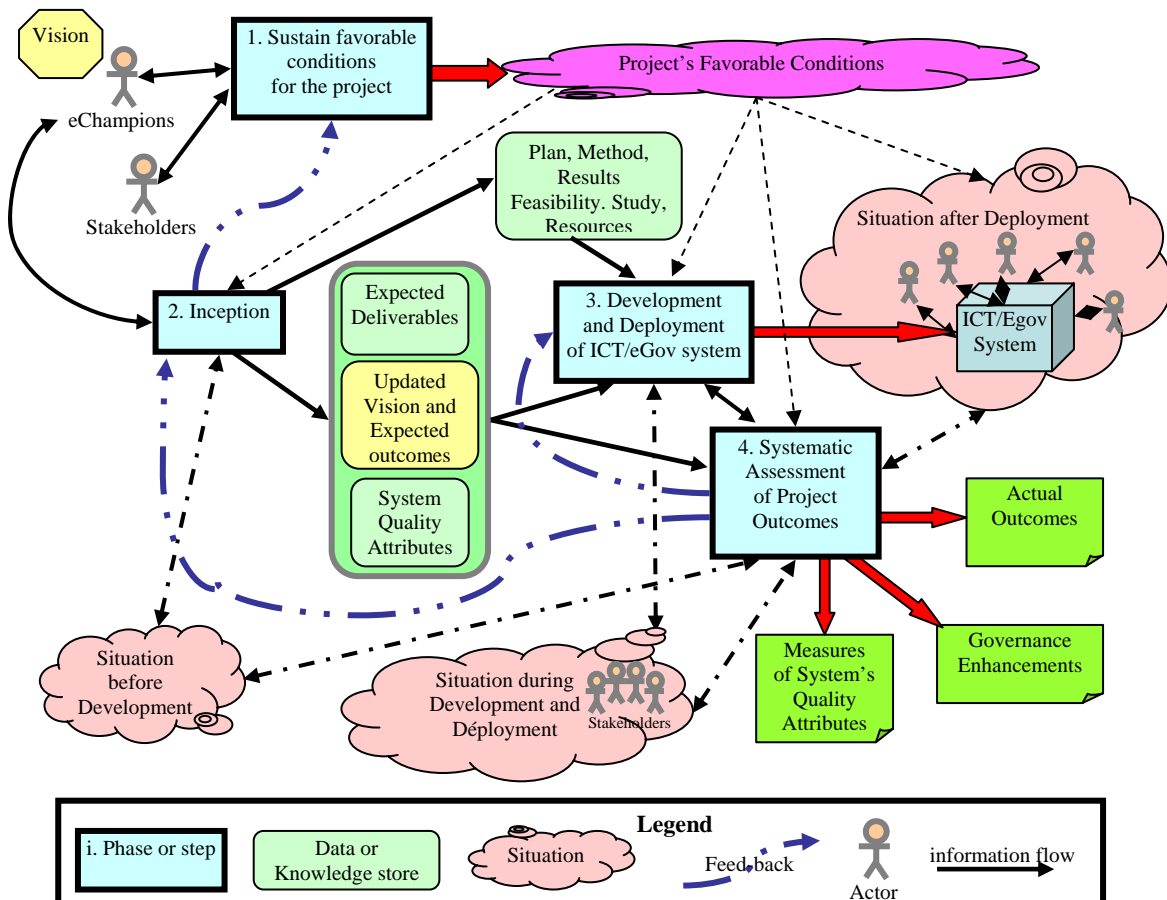 Vision
1. Sustain favorable
conditions
for the project
Project's Favorable Conditions
eChampions
Stakeholders
Plan, Method,
Results
Feasibility. Study,
Resources
Situation after Deployment
ICT/Egov
System
2. Inception
Expected
Deliverables
Updated
Vision and
Expected
outcomes
System
Quality
Attributes
3. Development
and Deployment
of ICT/eGov system
4. Systematic
Assessment
of Project
Outcomes
Actual
Outcomes
Governance
Enhancements
Measures
of System's
Quality
Attributes
Situation
before
Development
Situation during
Development and
Déployment
Stakeholders
Legend
i. Phase or step
Data or
Knowledge store
Situation
Feed-back
Actor
information flow